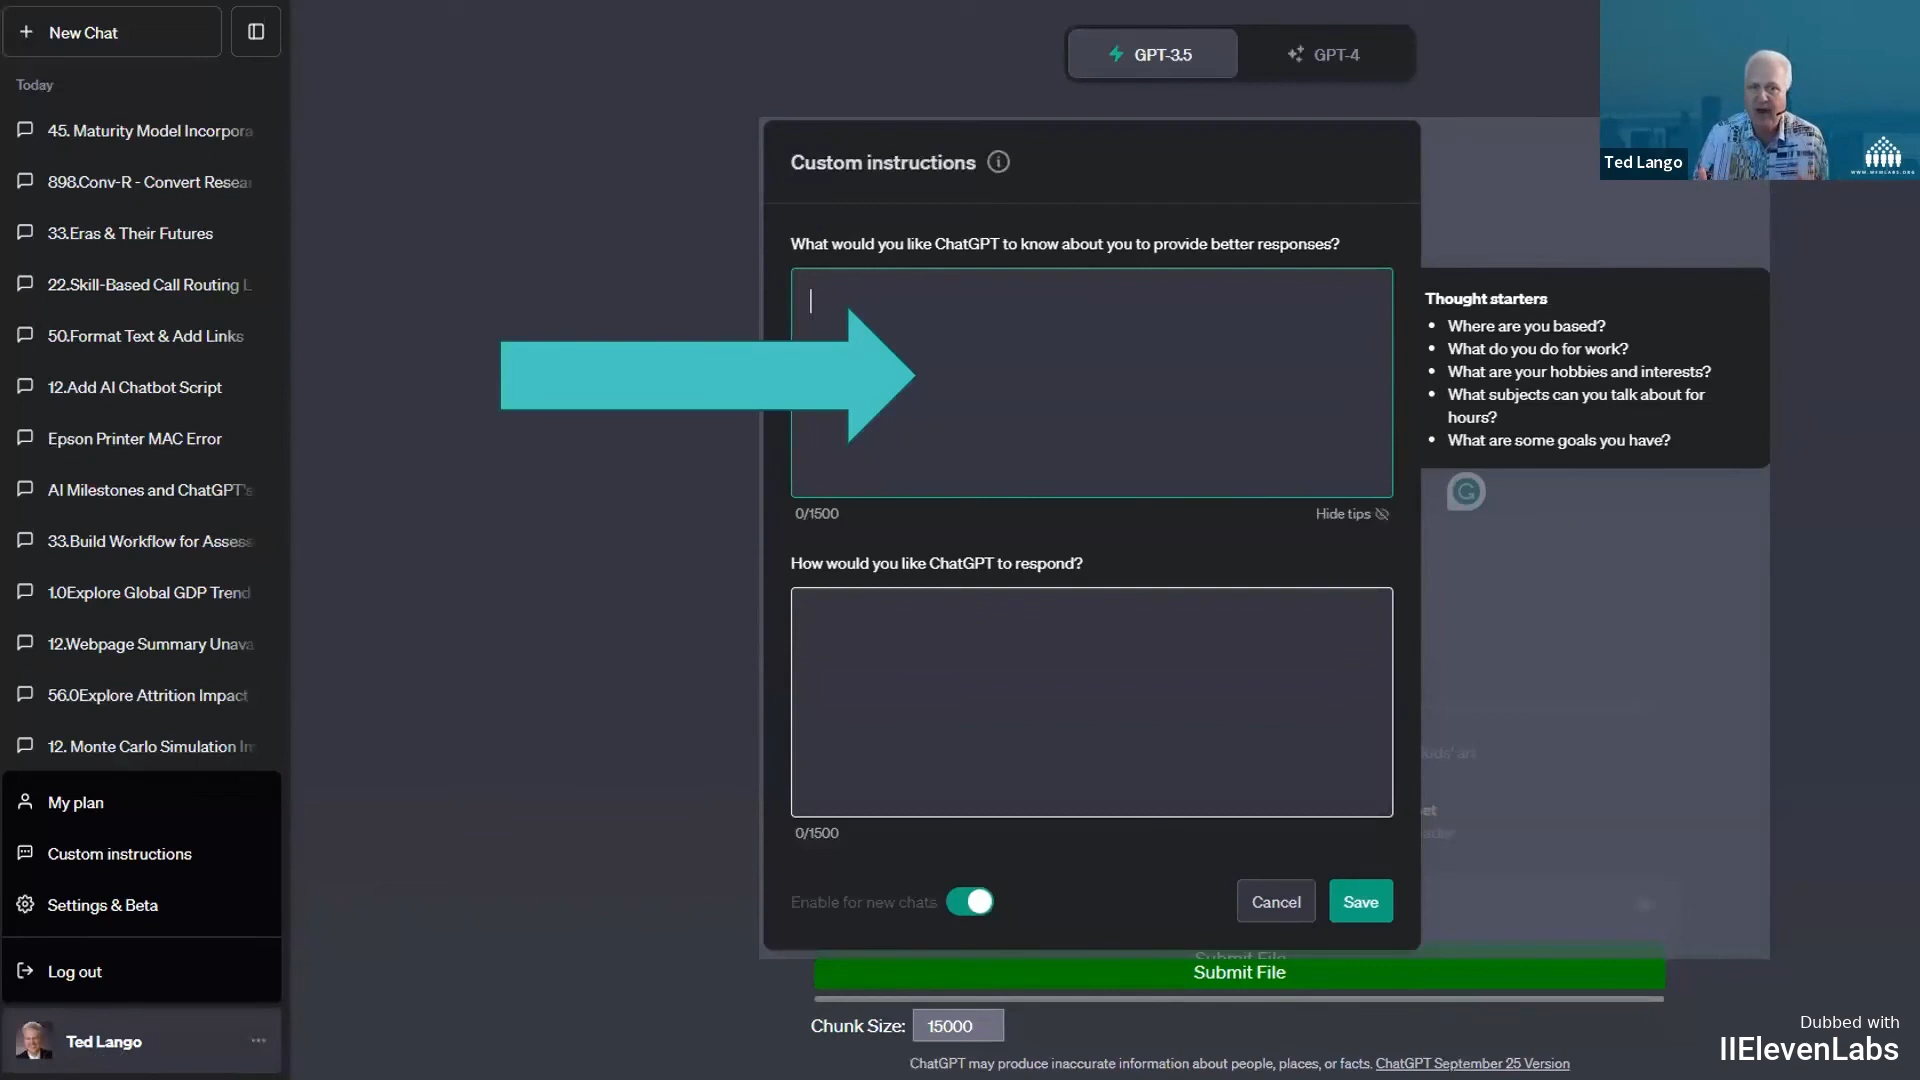 New Chat
Today
45. Maturity Model Incorpora
898.Conv-R - Convert Resea
33.Eras & Their Futures
22.Skill-Based Call Routing L
50.Format Text & Add Links
12.Add AI Chatbot Script
Epson Printer MAC Error
AI Milestones and ChatGPT's
33.Build Workflow for Assess
1.0Explore Global GDP Trend
12.Webpage Summary Unava
56.0Explore Attrition Impact
12. Monte Carlo Simulation Im
My plan
Custom instructions
Settings & Beta
Log out
Ted Lango
GPT-3.5
GPT-4
Custom instructions
What would you like ChatGPT to know about you to provide better responses?
0/1500
Hide tips
How would you like ChatGPT to respond?
0/1500
Enable for new chats
Cancel
Save
Thought starters
• Where are you based?
• What do you do for work?
• What are your hobbies and interests?
• What subjects can you talk about for
hours?
• What are some goals you have?
Submit File
Submit File
Chunk Size: 15000
ChatGPT may produce inaccurate information about people, places, or facts. ChatGPT September 25 Version
Ted Lango
WWW.WFMLABS.ORG
Dubbed with
IIElevenLabs